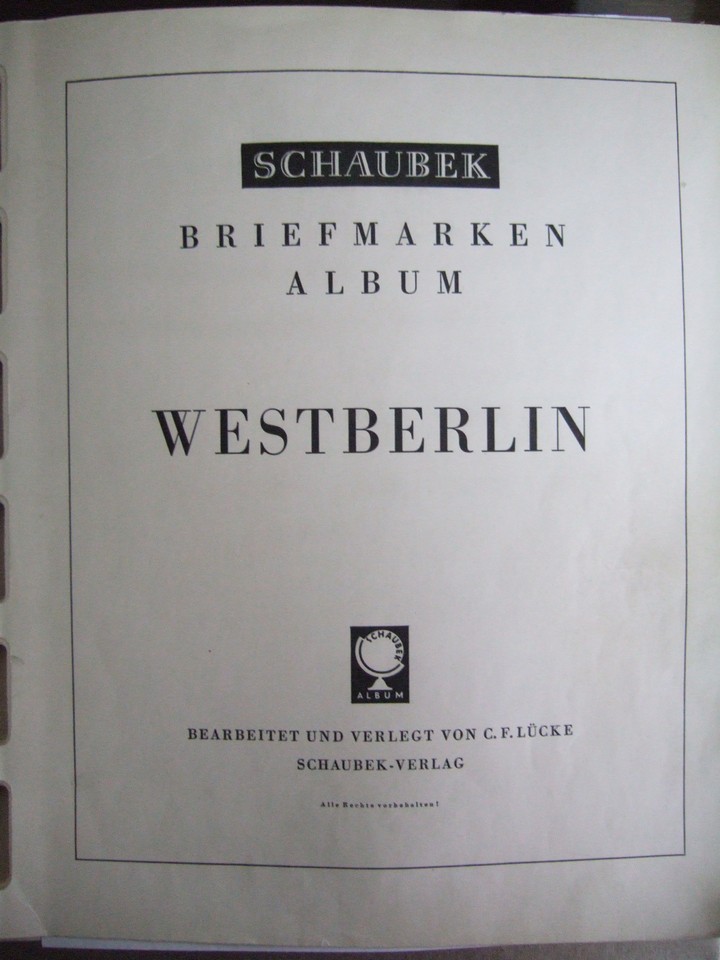 SCHAUBEK
BRIEFMARKEN
ALBUM
WESTBERLIN
SCHAUBEK
ALBUM
BEARBEITET UND VERLEGT VON C. F. LÜCKE
SCHAUBEK-VERLAG
Alle Rechte vorbehalten!